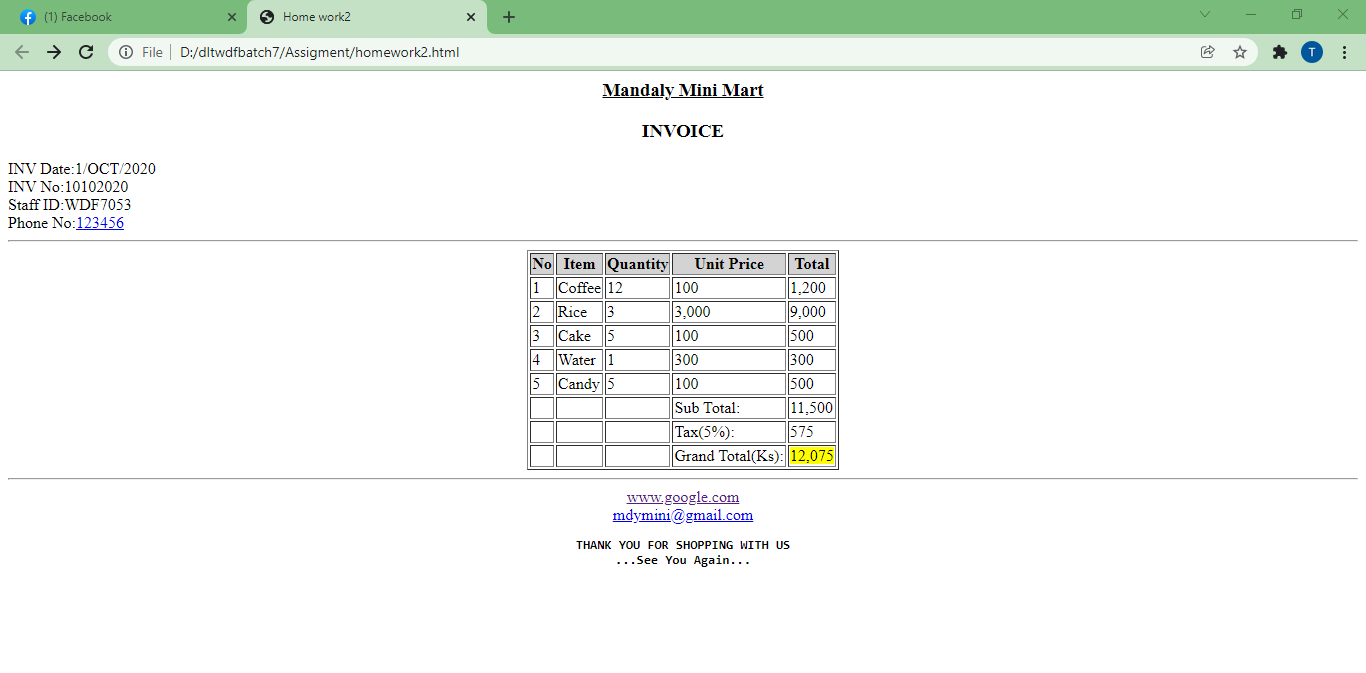 (1) Facebook
Home work2
File D:/dltwdfbatch7/Assigment/homework2.html
T
Mandaly Mini Mart
INVOICE
INV Date:1/OCT/2020
INV No:10102020
Staff ID:WDF7053
Phone No:123456
No Item Quantity Unit Price Total
1 Coffee 12 100 1,200
2 Rice 3 3,000 9,000
3 Cake 5 100 500
4 Water 1 300 300
5 Candy 5 100 500
Sub Total: 11,500
Tax(5%): 575
Grand Total(Ks): 12,075
www.google.com
mdymini@gmail.com
THANK YOU FOR SHOPPING WITH US
...See You Again...